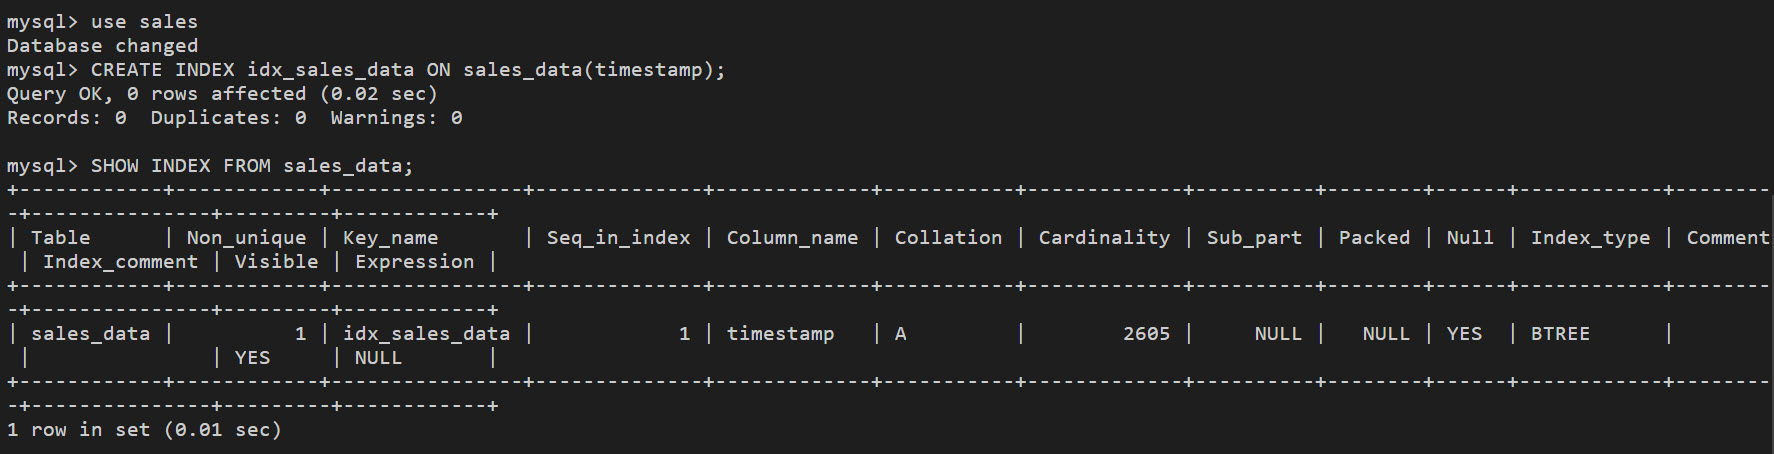 mysql> use sales
Database changed
mysql> CREATE INDEX idx_sales_data ON sales_data(timestamp);
Query OK, 0 rows affected (0.02 sec)
Records: 0  Duplicates: 0  Warnings: 0
mysql> SHOW INDEX FROM sales_data;
+------------+------------+----------------+--------------+-------------+-----------+-------------+----------+--------+------+------------+--------
-+---------------+---------+------------+
| Table      | Non_unique | Key_name       | Seq_in_index | Column_name | Collation | Cardinality | Sub_part | Packed | Null | Index_type | Comment
 | Index_comment | Visible | Expression |
+------------+------------+----------------+--------------+-------------+-----------+-------------+----------+--------+------+------------+--------
-+---------------+---------+------------+
| sales_data |          1 | idx_sales_data |            1 | timestamp   | A         |        2605 |     NULL |   NULL | YES  | BTREE      |
 |               | YES     | NULL       |
+------------+------------+----------------+--------------+-------------+-----------+-------------+----------+--------+------+------------+--------
-+---------------+---------+------------+
1 row in set (0.01 sec)